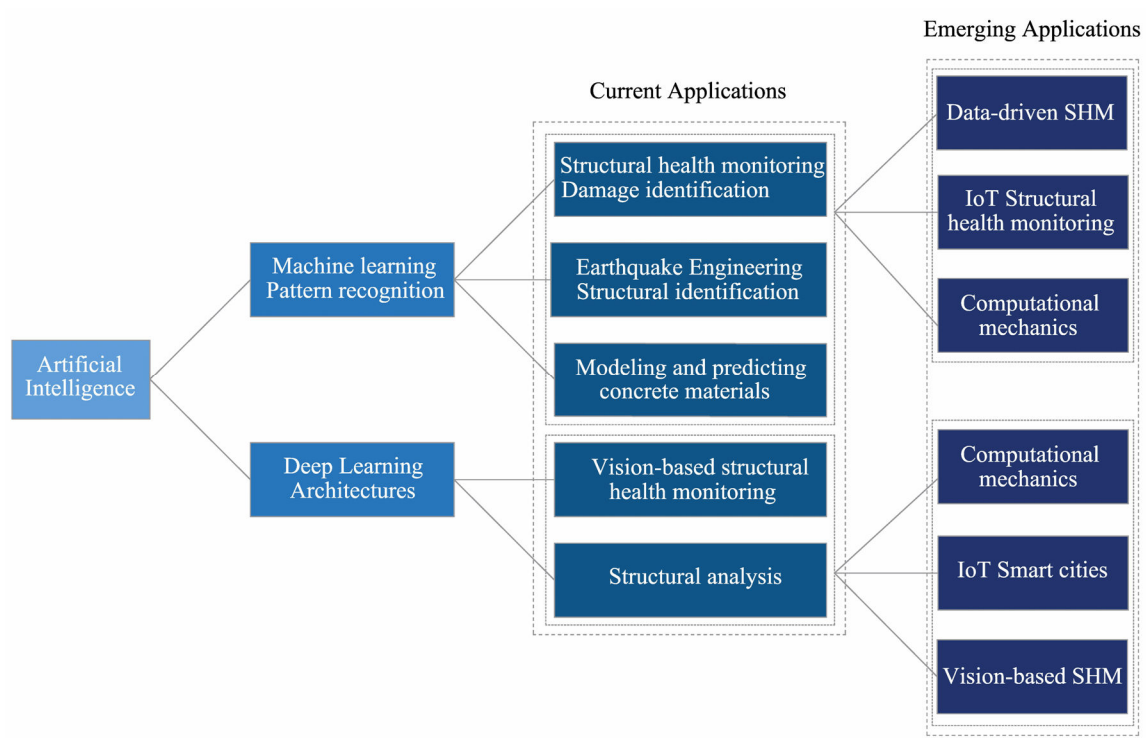 Emerging Applications
Current Applications
Artificial
Intelligence
Machine learning
Pattern recognition
Deep Learning
Architectures
Structural health monitoring
Damage identification
Earthquake Engineering
Structural identification
Modeling and predicting
concrete materials
Vision-based structural
health monitoring
Structural analysis
Data-driven SHM
IoT Structural
health monitoring
Computational
mechanics
Computational
mechanics
IoT Smart cities
Vision-based SHM